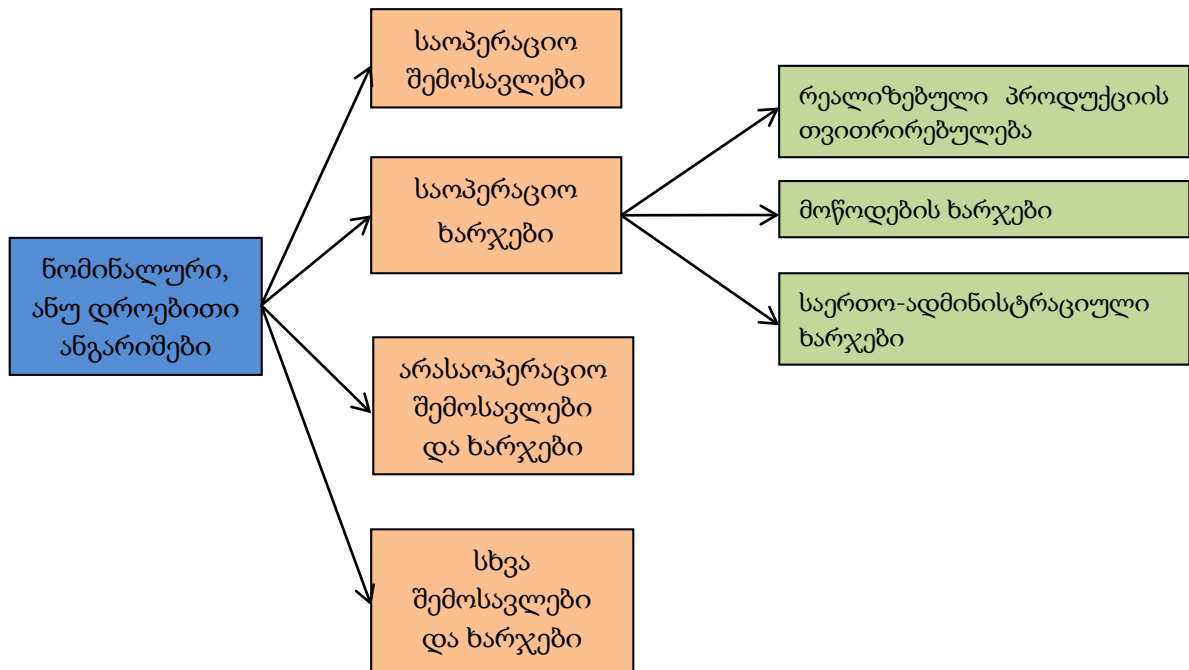 ნომინალური,
ანუ დროებითი
ანგარიშები
საოპერაციო
შემოსავლები
საოპერაციო
ხარჯები
არასაოპერაციო
შემოსავლები
და ხარჯები
სხვა
შემოსავლები
და ხარჯები
რეალიზებული პროდუქციის
თვითრირებულება
მოწოდების ხარჯები
საერთო-ადმინისტრაციული
ხარჯები